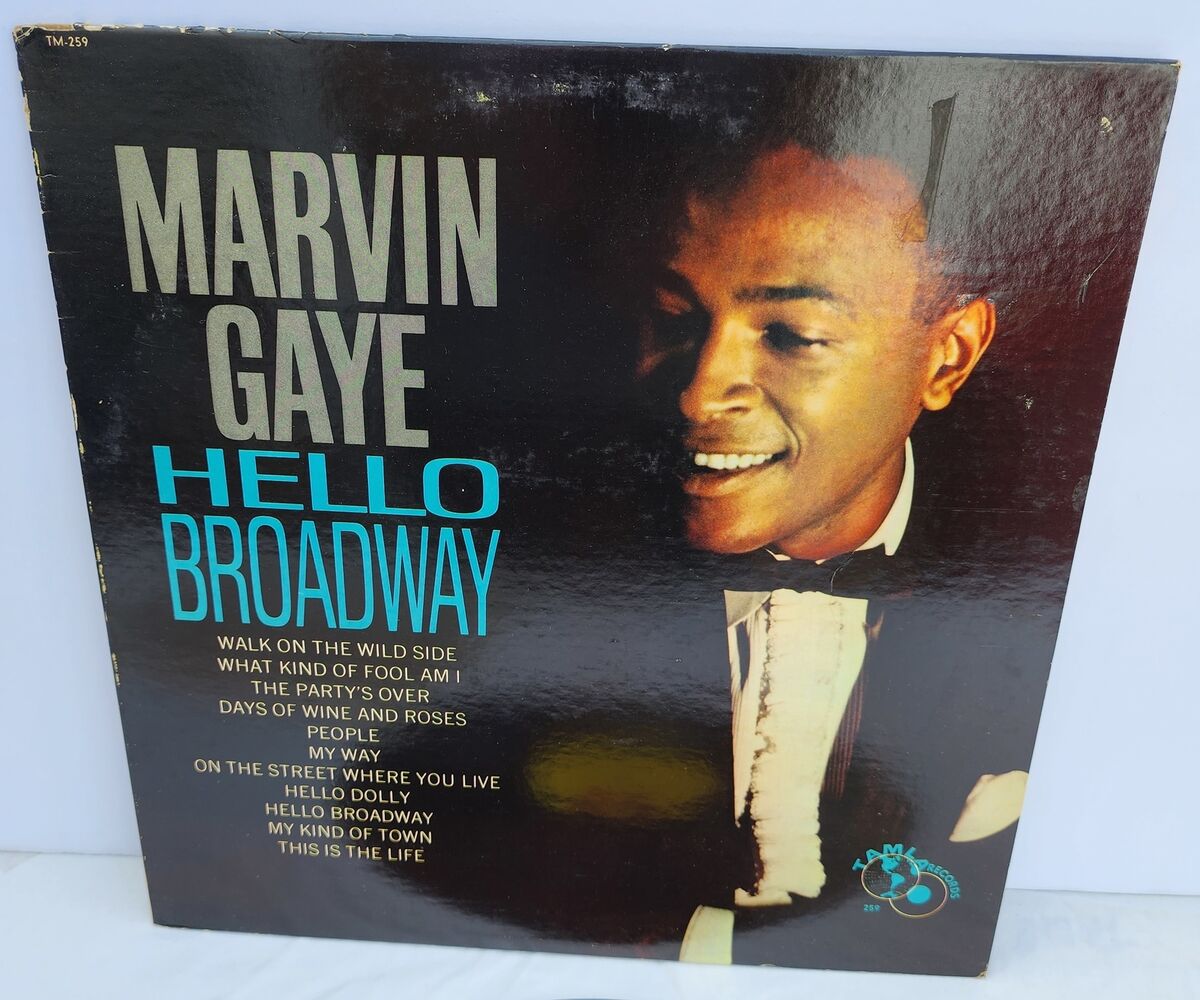 TM-259
MARVIN
GAYE
HELLO
BROADWAY
WALK ON THE WILD SIDE
WHAT KIND OF FOOL AM I
THE PARTY'S OVER
DAYS OF WINE AND ROSES
PEOPLE
MY WAY
ON THE STREET WHERE YOU LIVE
HELLO DOLLY
HELLO BROADWAY
MY KIND OF TOWN
THIS IS THE LIFE
TAMLA RECORDS
259